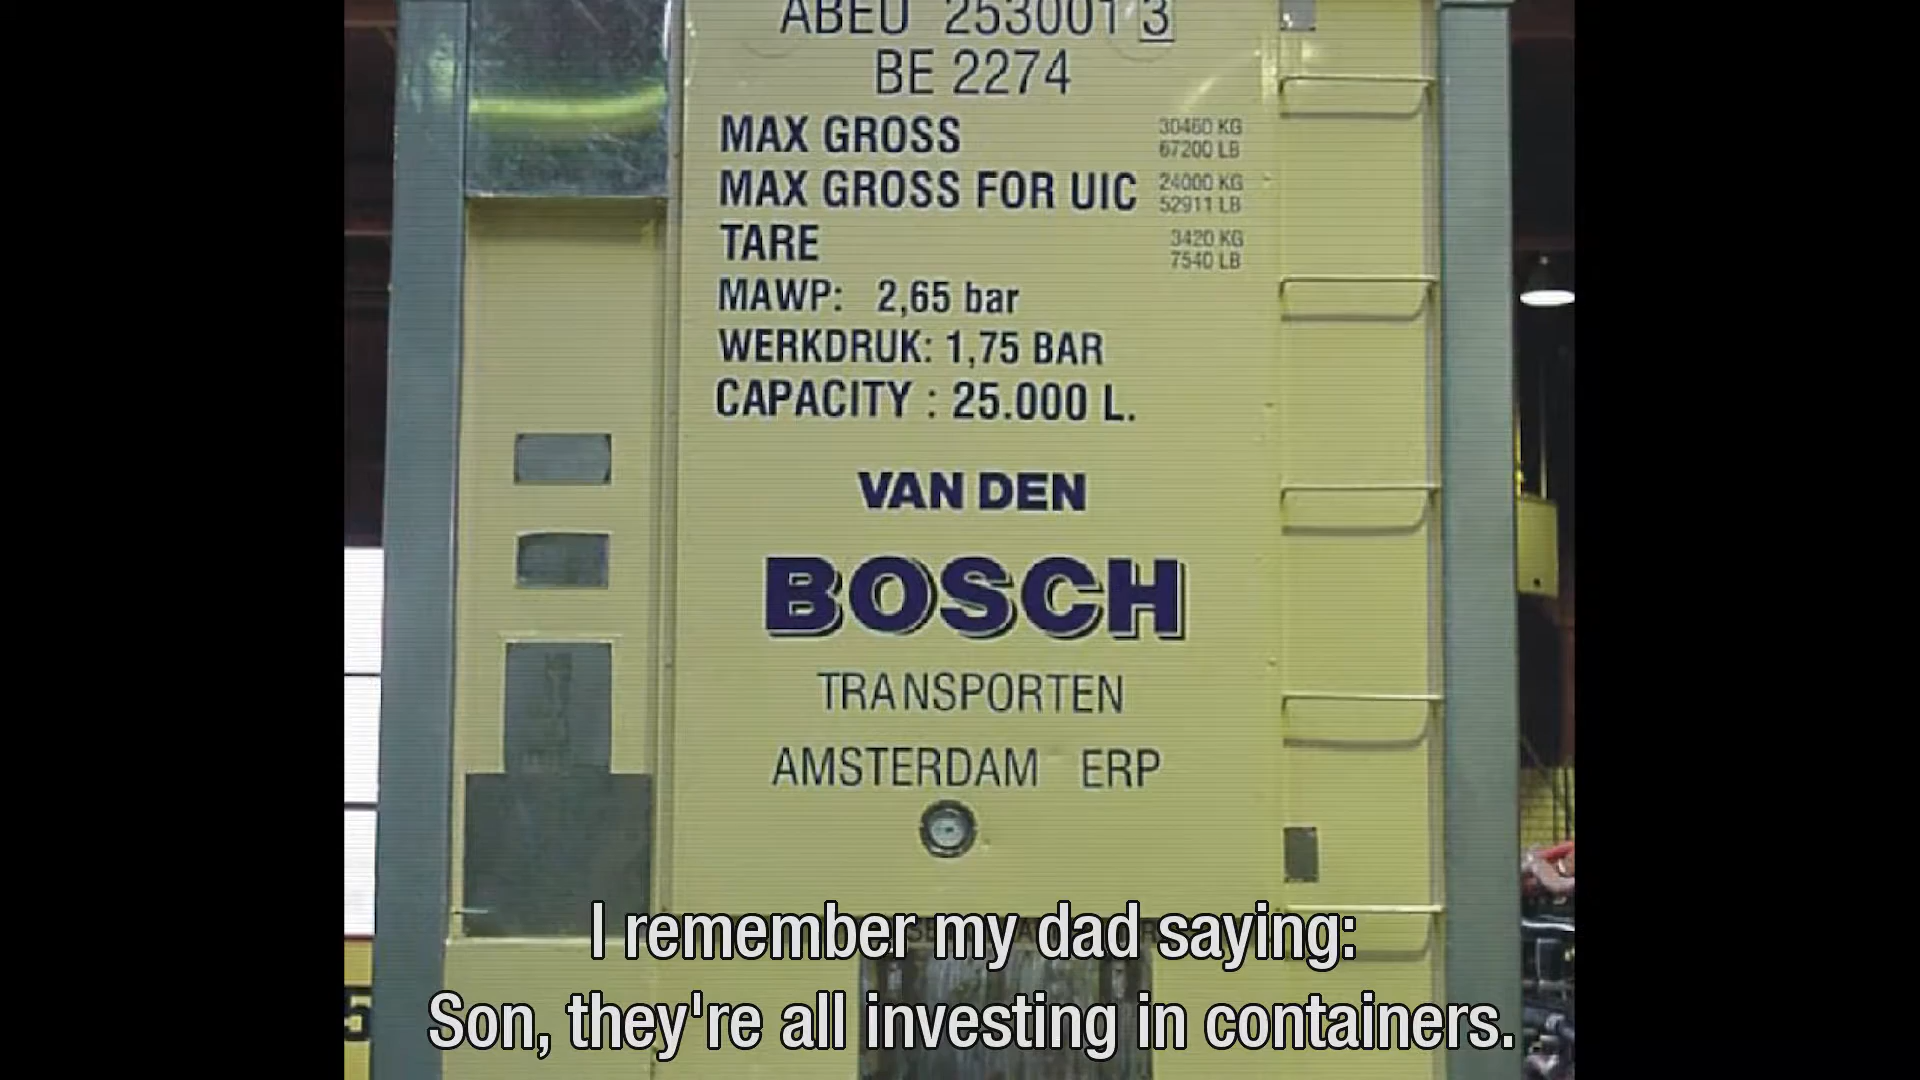 ABEU 253001 3
BE 2274
MAX GROSS 30460 KG
67200 LB
MAX GROSS FOR UIC 24000 KG
52911 LB
TARE 3420 KG
7540 LB
MAWP: 2,65 bar
WERKDRUK: 1,75 BAR
CAPACITY : 25.000 L.
VAN DEN
BOSCH
TRANSPORTEN
AMSTERDAM ERP
I remember my dad saying:
Son, they're all investing in containers.
5